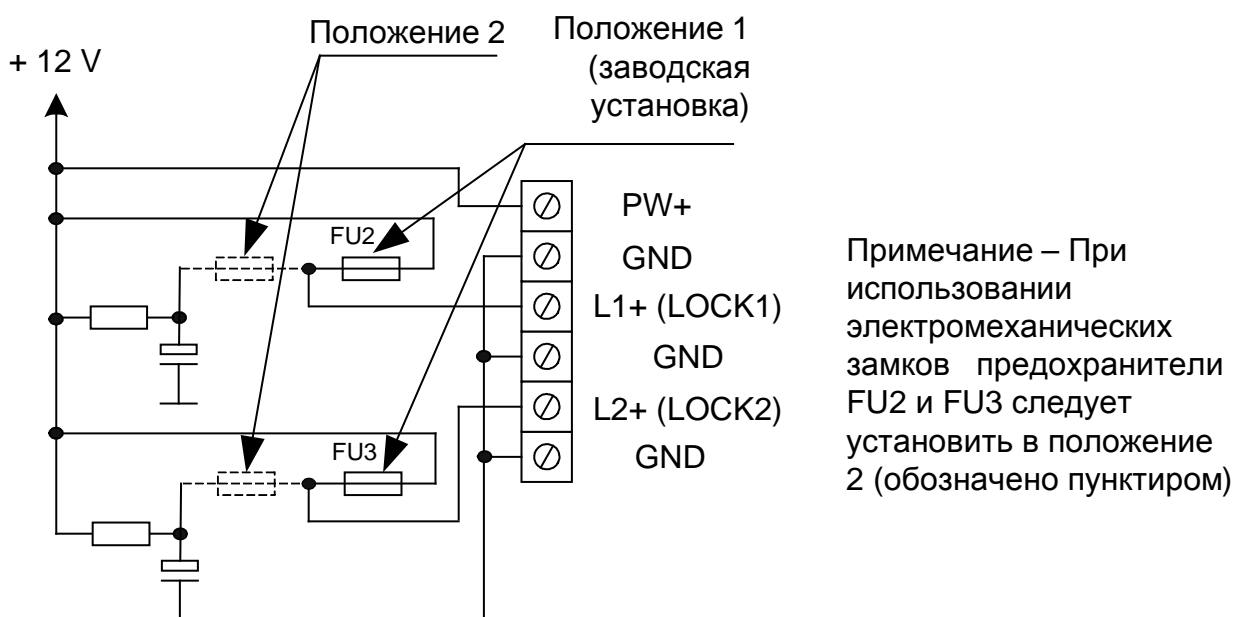 Положение 2
Положение 1
(заводская
установка)
+ 12 V
PW+
FU2
GND
L1+ (LOCK1)
GND
L2+ (LOCK2)
FU3
GND
Примечание – При
использовании
электромеханических
замков предохранители
FU2 и FU3 следует
установить в положение
2 (обозначено пунктиром)